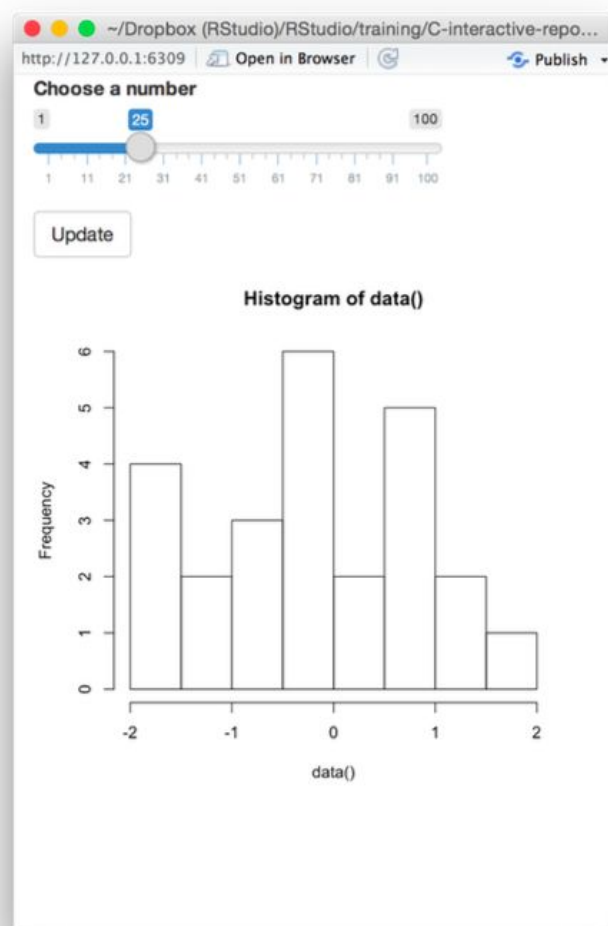 ~/Dropbox (RStudio)/RStudio/training/C-interactive-repo...
http://127.0.0.1:6309 Open in Browser Publish
Choose a number
1 25 100
1 11 21 31 41 51 61 71 81 91 100
Update
Histogram of data()
6
5
4
3
2
1
0
Frequency
-2 -1 0 1 2
data()